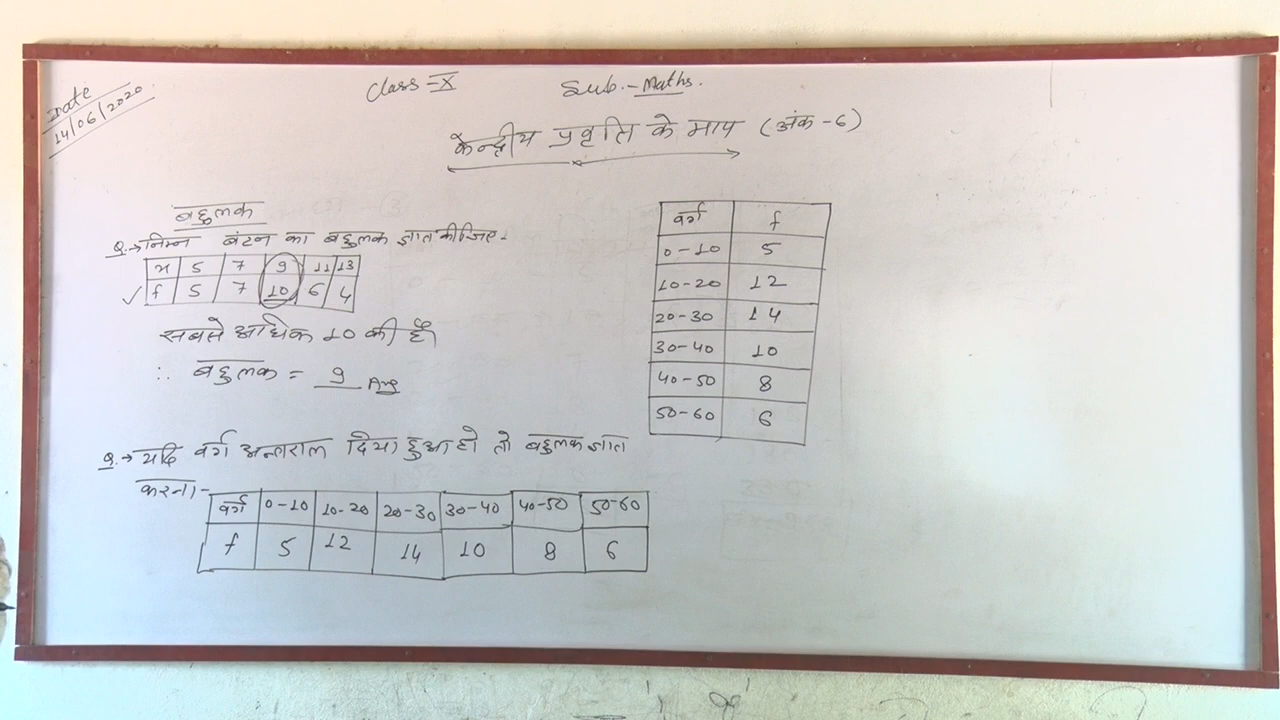 Date
14/06/2020
Class - X Sub. - Maths.
केन्द्रीय प्रवृति के माप (अंक - 6)
बहुलक
Q.→ निम्न बंटन का बहुलक ज्ञात कीजिए -
x 5 7 9 11 13
✓ f 5 7 10 6 4
सबसे अधिक 10 की है
∴ बहुलक = 9 Ans
Q.→ यदि वर्ग अन्तराल दिया हुआ हो तो बहुलक ज्ञात
करना -
वर्ग 0-10 10-20 20-30 30-40 40-50 50-60
f 5 12 14 10 8 6
वर्ग f
0-10 5
10-20 12
20-30 14
30-40 10
40-50 8
50-60 6